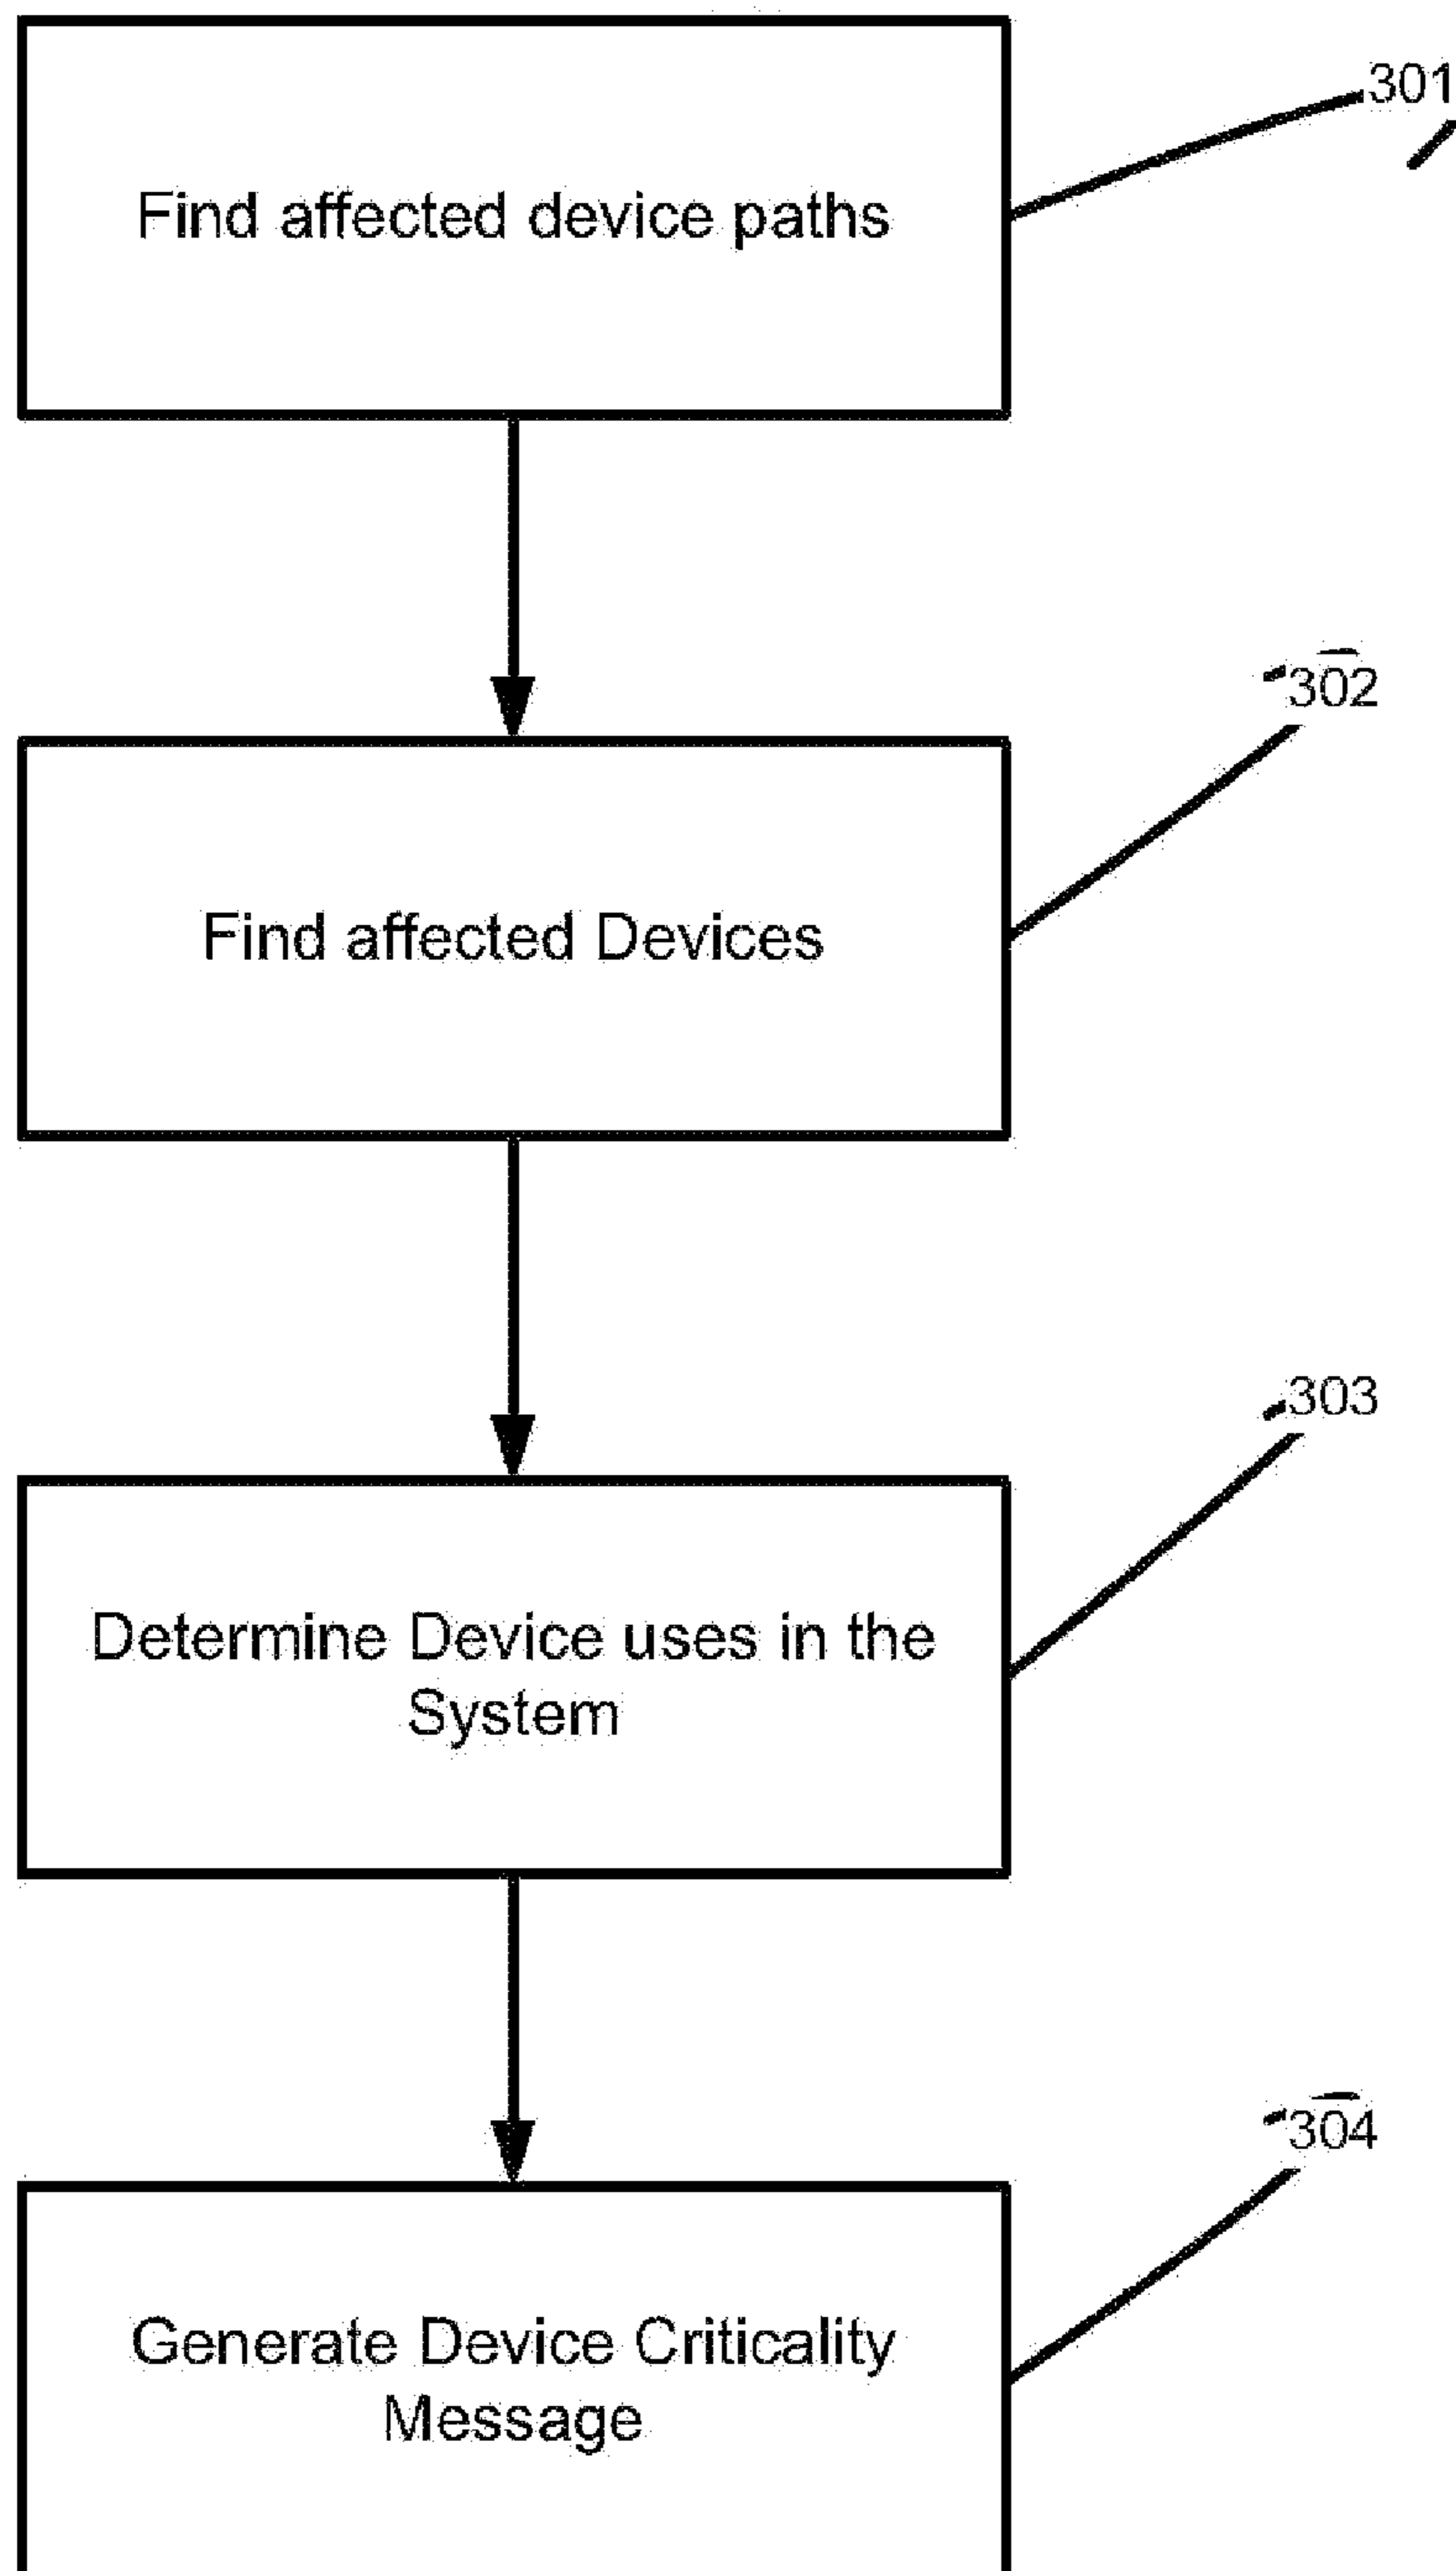 301
Find affected device paths
302
Find affected Devices
303
Determine Device uses in the
System
304
Generate Device Criticality
Message